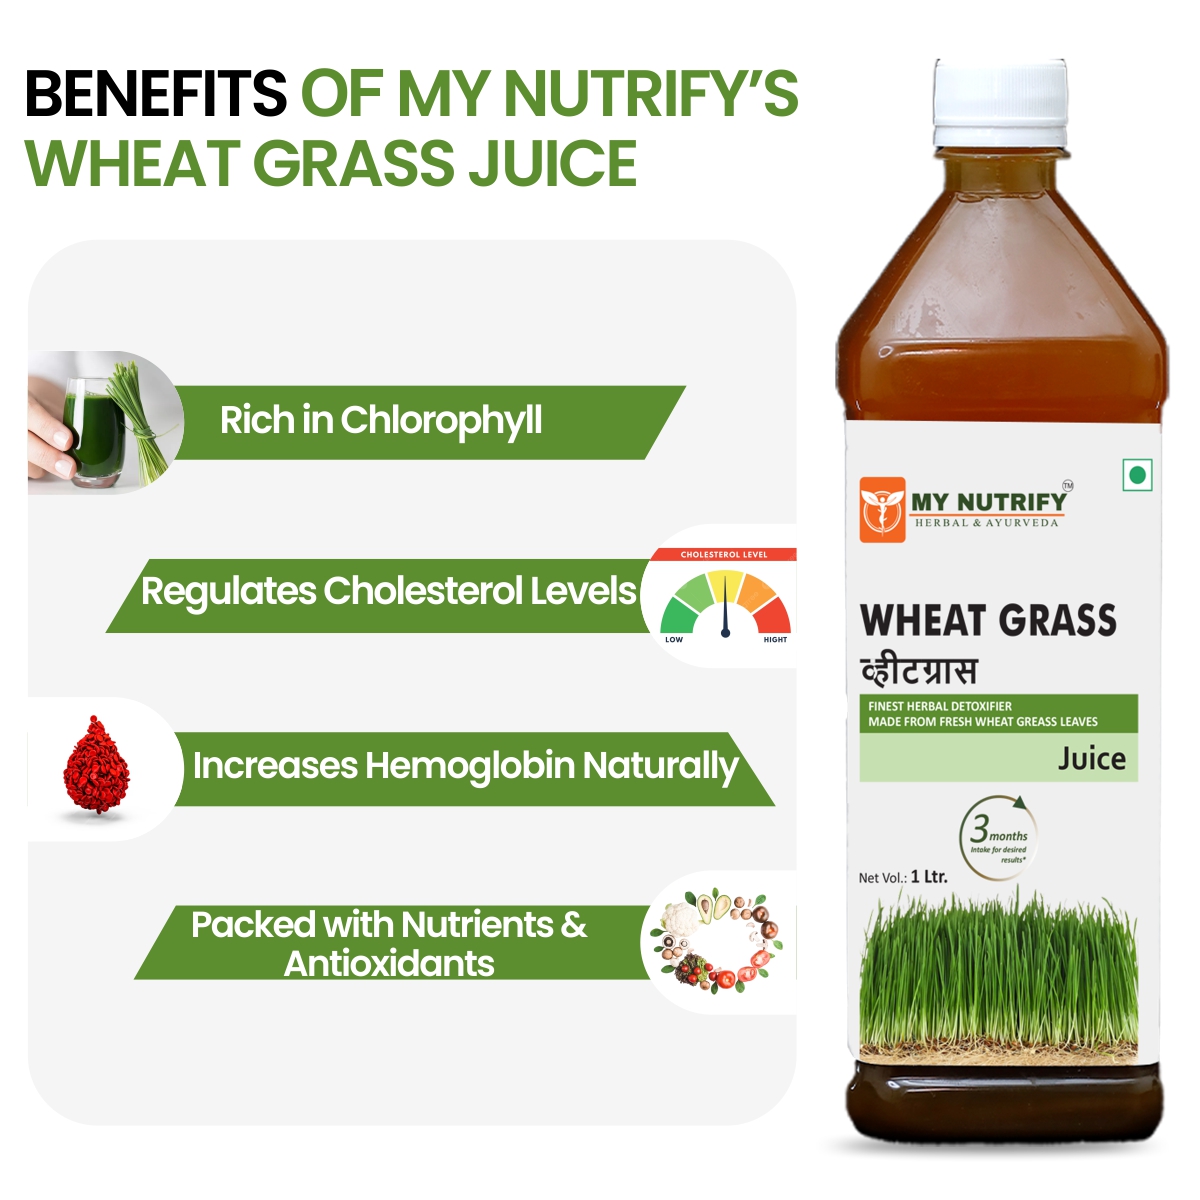 BENEFITS OF MY NUTRIFY’S
WHEAT GRASS JUICE
Rich in Chlorophyll
Regulates Cholesterol Levels
CHOLESTEROL LEVEL
LOW
HIGHT
Increases Hemoglobin Naturally
Packed with Nutrients &
Antioxidants
MY NUTRIFY TM
HERBAL & AYURVEDA
WHEAT GRASS
व्हीटग्रास
FINEST HERBAL DETOXIFIER
MADE FROM FRESH WHEAT GREASS LEAVES
Juice
3 months
Intake for desired
results*
Net Vol.: 1 Ltr.